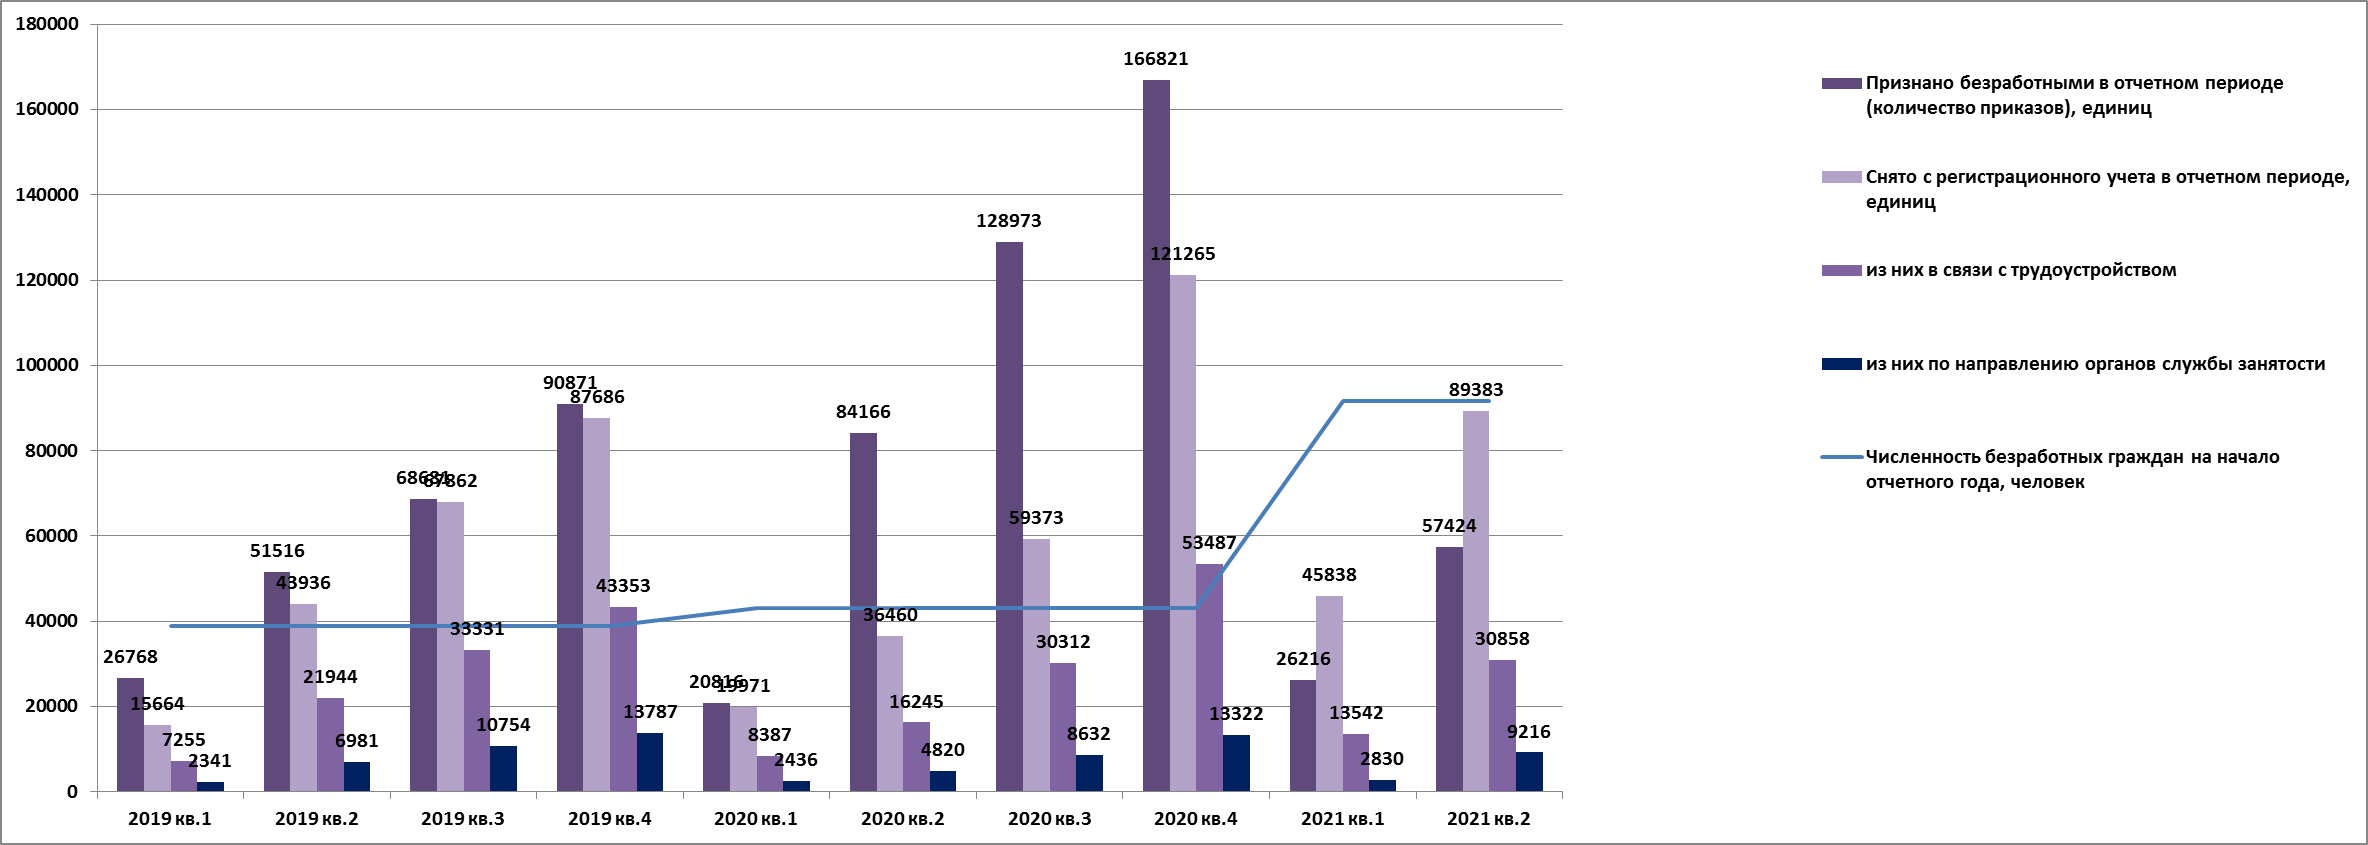 180000
160000
140000
120000
100000
80000
60000
40000
20000
0
26768
15664
7255
2341
51516
43936
21944
6981
68681
67862
33331
10754
90871
87686
43353
13787
20816
19971
8387
2436
84166
36460
16245
4820
128973
59373
30312
8632
166821
121265
53487
13322
26216
45838
13542
2830
57424
89383
30858
9216
2019 кв.1
2019 кв.2
2019 кв.3
2019 кв.4
2020 кв.1
2020 кв.2
2020 кв.3
2020 кв.4
2021 кв.1
2021 кв.2
Признано безработными в отчетном периоде
(количество приказов), единиц
Снято с регистрационного учета в отчетном периоде,
единиц
из них в связи с трудоустройством
из них по направлению органов службы занятости
Численность безработных граждан на начало
отчетного года, человек